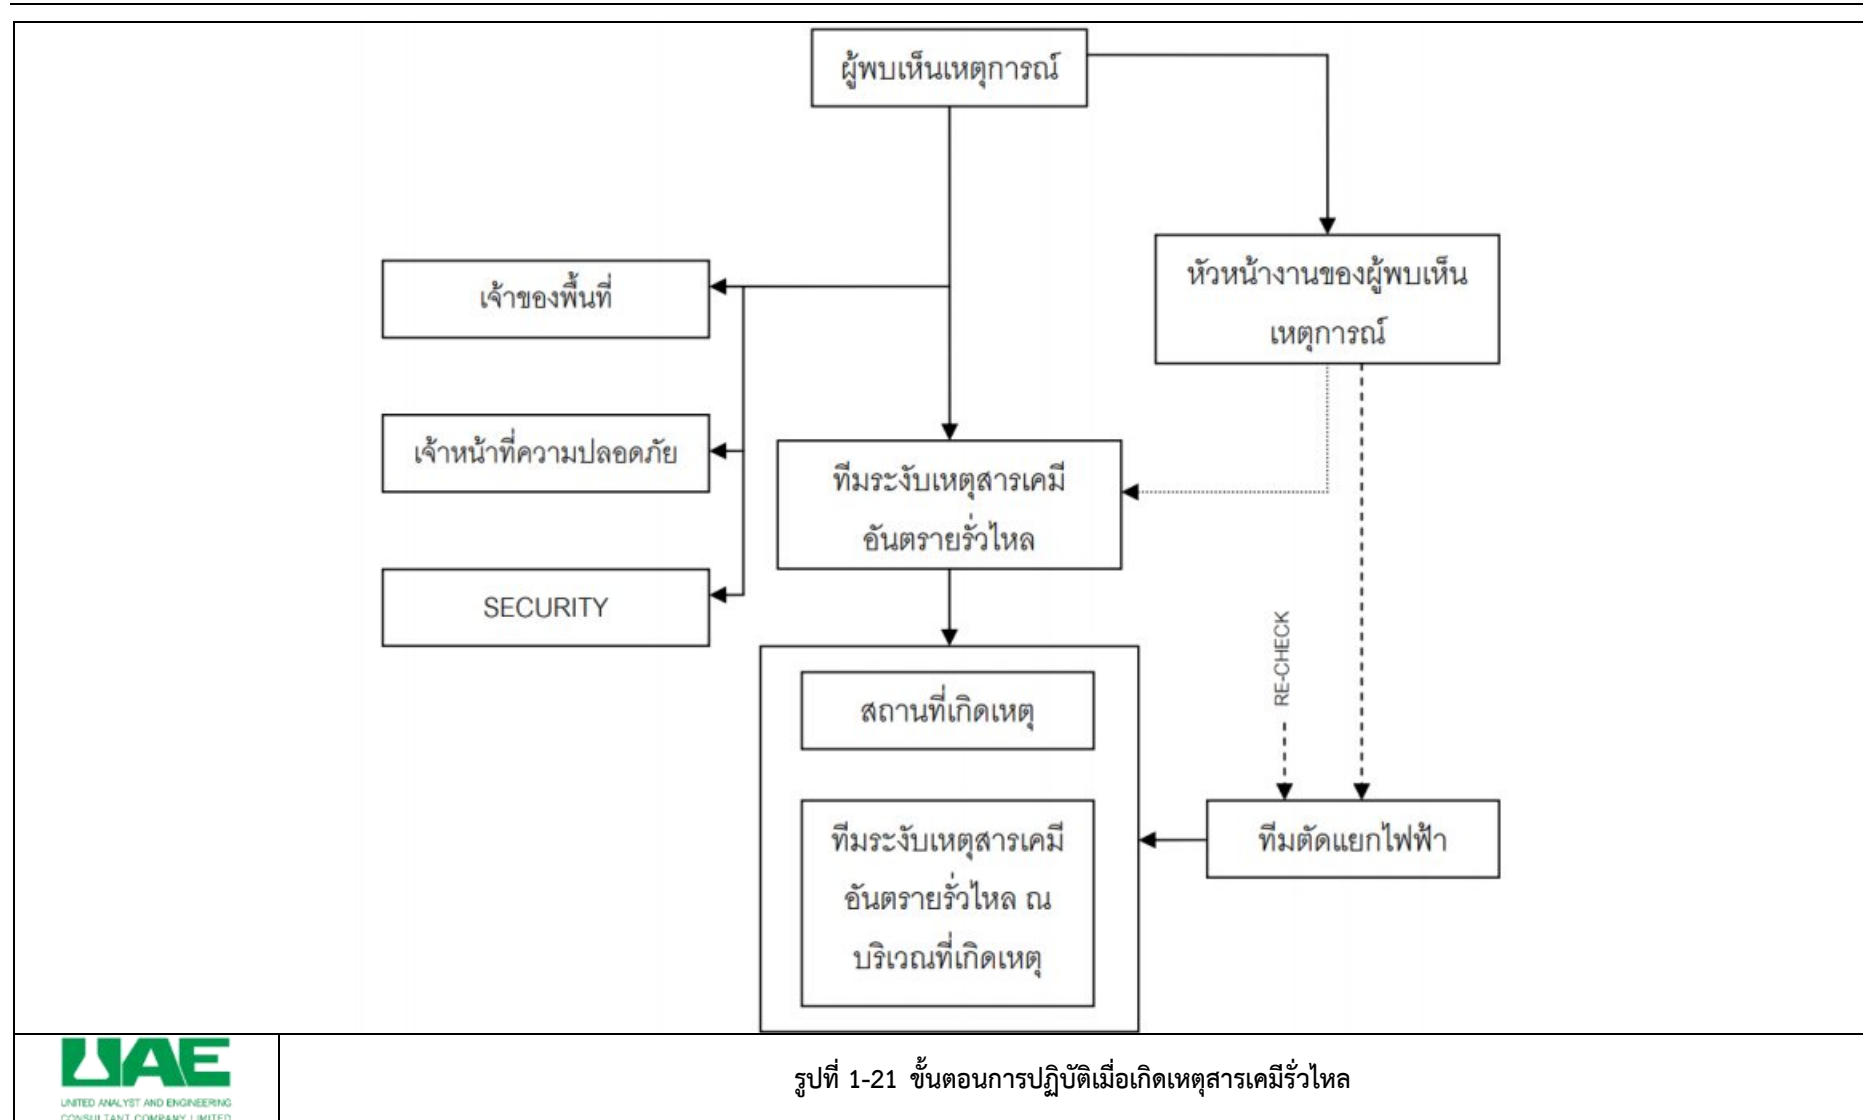 ผู้พบเห็นเหตุการณ์
หัวหน้างานของผู้พบเห็น
เหตุการณ์
เจ้าของพื้นที่
เจ้าหน้าที่ความปลอดภัย
ทีมระงับเหตุสารเคมี
อันตรายรั่วไหล
SECURITY
RE-CHECK
สถานที่เกิดเหตุ
ทีมระงับเหตุสารเคมี
อันตรายรั่วไหล ณ
บริเวณที่เกิดเหตุ
ทีมตัดแยกไฟฟ้า
UAE
UNITED ANALYST AND ENGINEERING
CONSULTANT COMPANY LIMITED
รูปที่ 1-21 ขั้นตอนการปฏิบัติเมื่อเกิดเหตุสารเคมีรั่วไหล